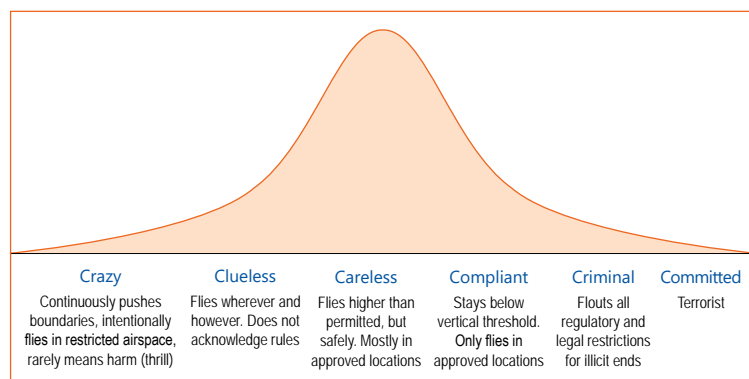 Crazy
Continuously pushes
boundaries, intentionally
flies in restricted airspace,
rarely means harm (thrill)
Clueless
Flies wherever and
however. Does not
acknowledge rules
Careless
Flies higher than
permitted, but
safely. Mostly in
approved locations
Compliant
Stays below
vertical threshold.
Only flies in
approved locations
Criminal
Flouts all
regulatory and
legal restrictions
for illicit ends
Committed
Terrorist